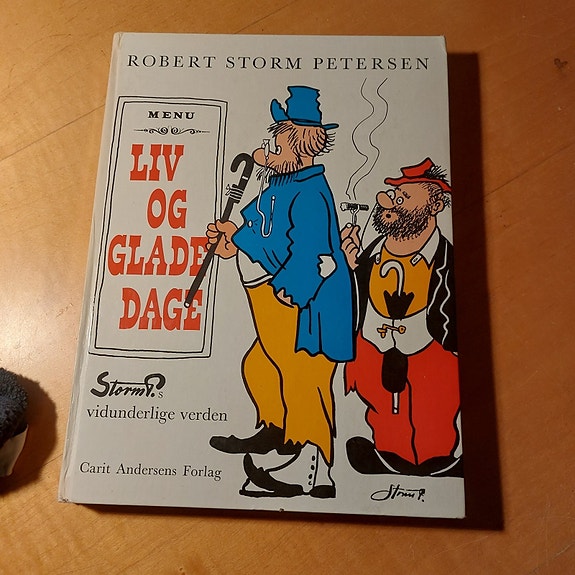 ROBERT STORM PETERSEN
MENU
LIV
OG
GLADE
DAGE
Storm P.s
vidunderlige verden
Carit Andersens Forlag
Storm P.